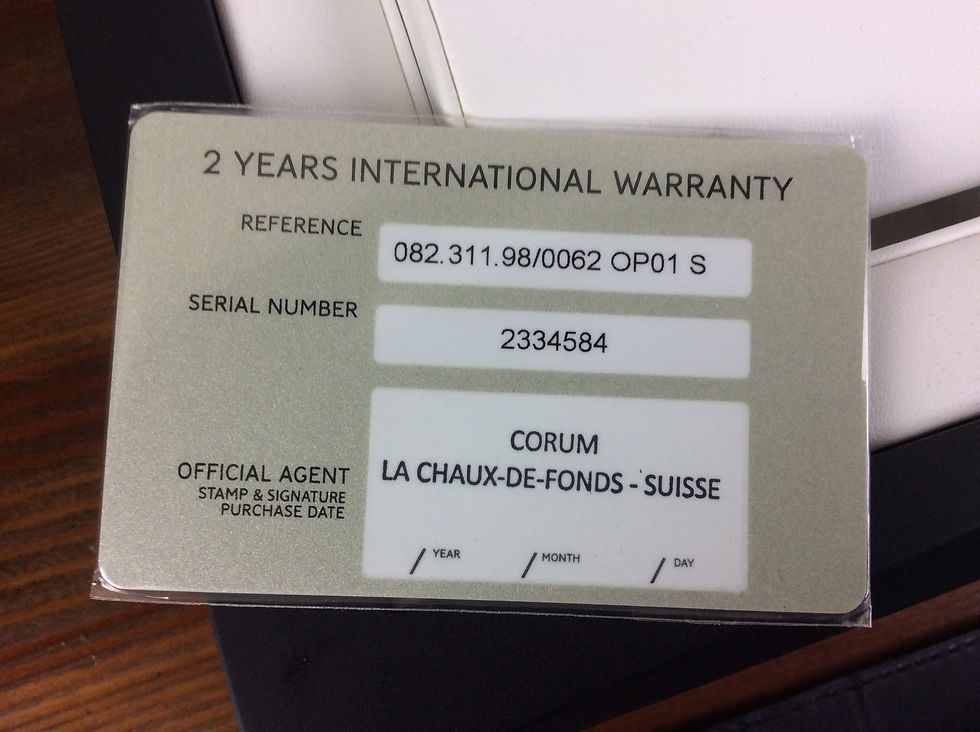 2 YEARS INTERNATIONAL WARRANTY
REFERENCE 082.311.98/0062 OP01 S
SERIAL NUMBER 2334584
CORUM
LA CHAUX-DE-FONDS - SUISSE
OFFICIAL AGENT
STAMP & SIGNATURE
PURCHASE DATE
/ YEAR / MONTH / DAY